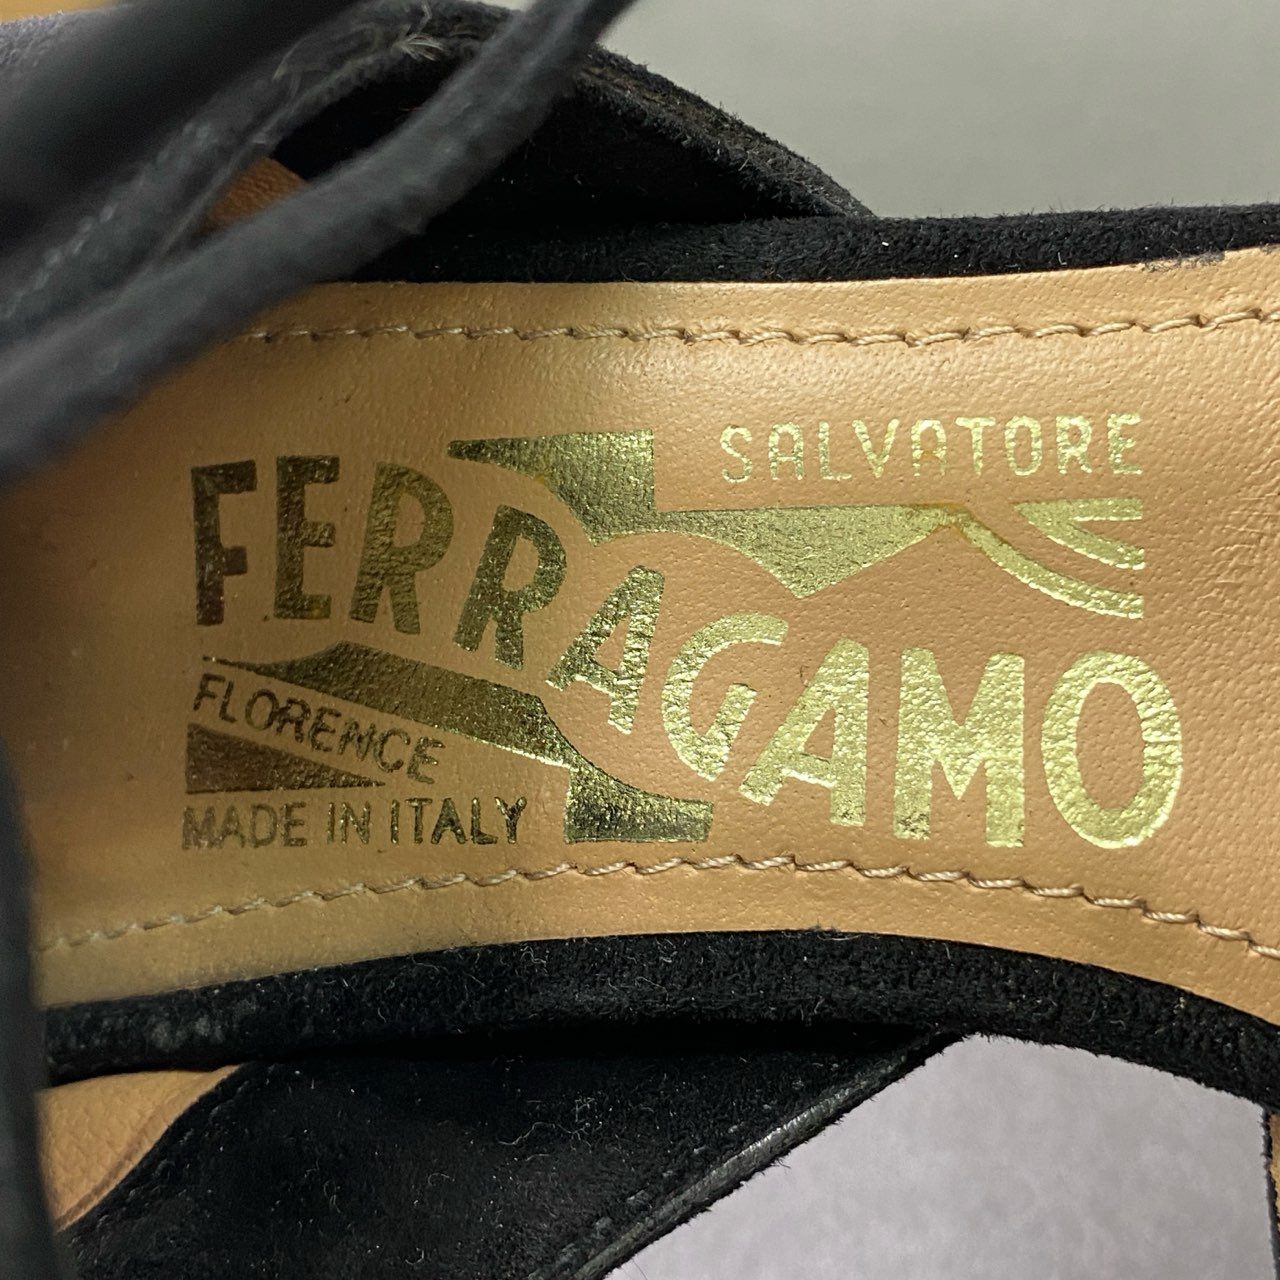 SALVATORE
FERRAGAMO
FLORENCE
MADE IN ITALY